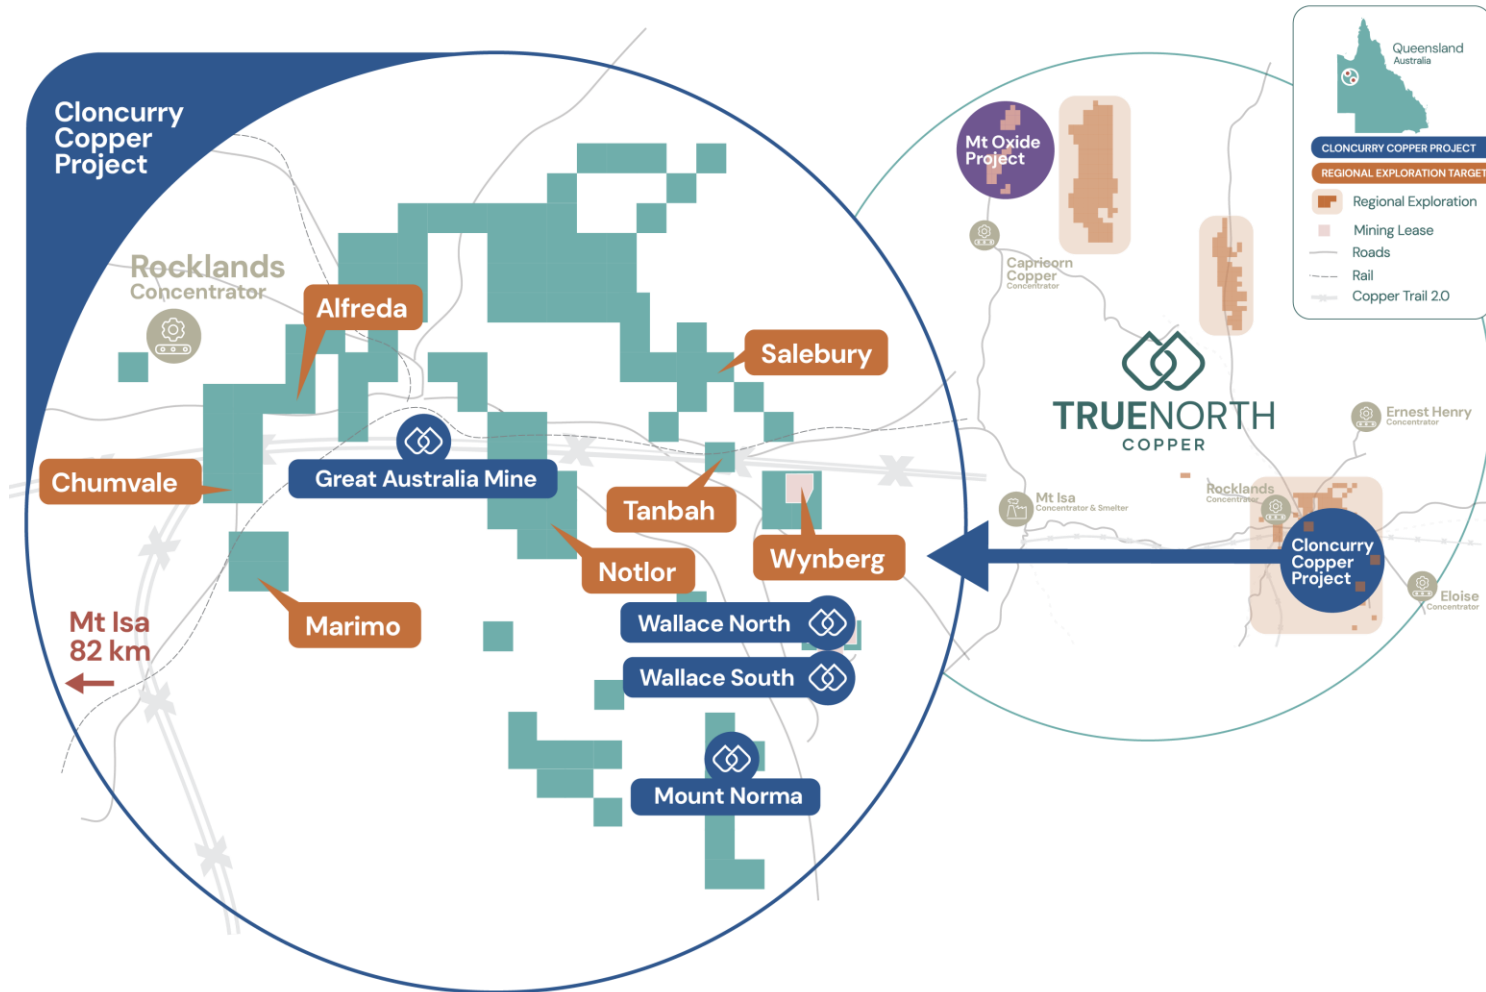 Cloncurry
Copper
Project
Rocklands
Concentrator
Alfreda
Salebury
Chumvale
Great Australia Mine
Tanbah
Wynberg
Notlor
Marimo
Mt Isa
82 km
Wallace North
Wallace South
Mount Norma
Mt Oxide
Project
Capricorn
Copper
Concentrator
TRUENORTH
COPPER
Ernest Henry
Concentrator
Mt Isa
Concentrator & Smelter
Rocklands
Concentrator
Cloncurry
Copper
Project
Eloise
Concentrator
Queensland
Australia
CLONCURRY COPPER PROJECT
REGIONAL EXPLORATION TARGET
Regional Exploration
Mining Lease
Roads
Rail
Copper Trail 2.0